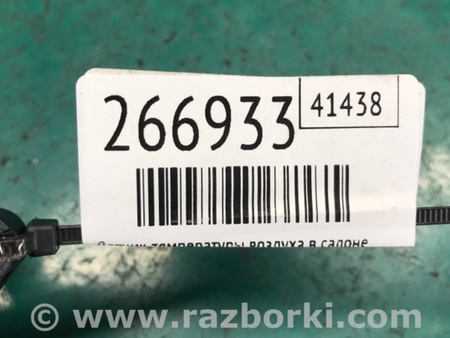 266933
41438
Датчик температуры воздуха в салоне
© www.razborki.com